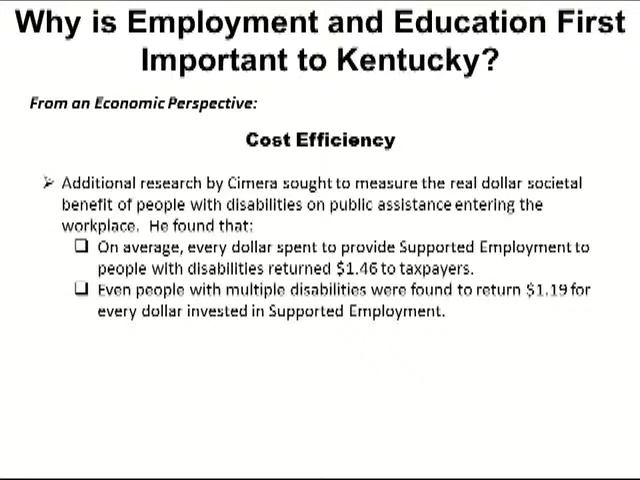 Why is Employment and Education First
Important to Kentucky?
From an Economic Perspective:
Cost Efficiency
➢ Additional research by Cimera sought to measure the real dollar societal
benefit of people with disabilities on public assistance entering the
workplace. He found that:
❑ On average, every dollar spent to provide Supported Employment to
people with disabilities returned $1.46 to taxpayers.
❑ Even people with multiple disabilities were found to return $1.19 for
every dollar invested in Supported Employment.